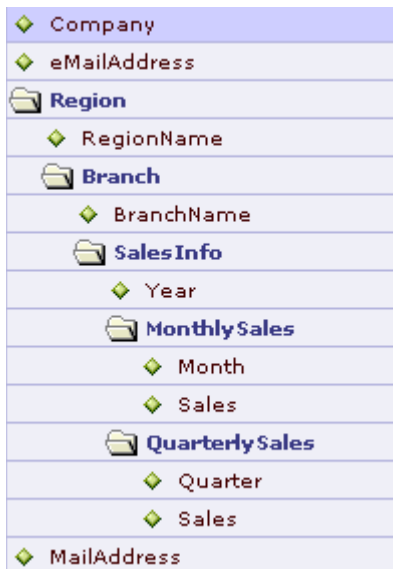 Company
eMailAddress
Region
RegionName
Branch
BranchName
SalesInfo
Year
MonthlySales
Month
Sales
QuarterlySales
Quarter
Sales
MailAddress